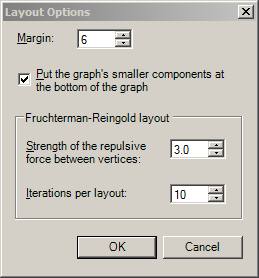 Layout Options
Margin:
6
Put the graph's smaller components at
the bottom of the graph
Fruchterman-Reingold layout
Strength of the repulsive
force between vertices:
3.0
Iterations per layout:
10
OK
Cancel